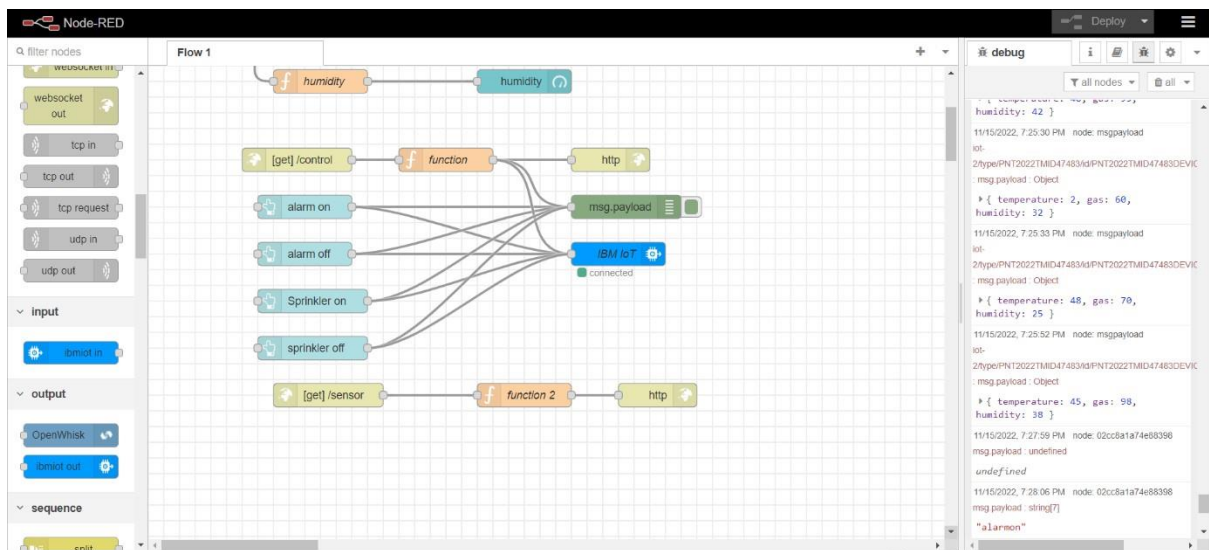 Node-RED
Deploy
filter nodes
Flow 1
debug
i
all nodes
all
websocket in
websocket
out
tcp in
tcp out
tcp request
udp in
udp out
input
ibmiot in
output
OpenWhisk
ibmiot out
sequence
split
humidity
humidity
[get] /control
function
http
alarm on
msg.payload
alarm off
IBM IoT
connected
Sprinkler on
sprinkler off
[get] /sensor
function 2
http
humidity: 42 }
11/15/2022, 7:25:30 PM node: msgpayload
iot-
2/type/PNT2022TMID47483/id/PNT2022TMID47483DEVIC
: msg.payload : Object
{ temperature: 2, gas: 60,
humidity: 32 }
11/15/2022, 7:25:33 PM node: msgpayload
iot-
2/type/PNT2022TMID47483/id/PNT2022TMID47483DEVIC
: msg.payload : Object
{ temperature: 48, gas: 70,
humidity: 25 }
11/15/2022, 7:25:52 PM node: msgpayload
iot-
2/type/PNT2022TMID47483/id/PNT2022TMID47483DEVIC
: msg.payload : Object
{ temperature: 45, gas: 98,
humidity: 38 }
11/15/2022, 7:27:59 PM node: 02cc8a1a74e88398
msg.payload : undefined
undefined
11/15/2022, 7:28:06 PM node: 02cc8a1a74e88398
msg.payload : string[7]
"alarmon"